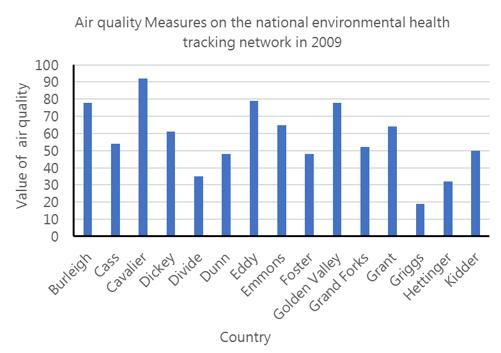 Air quality Measures on the national environmental health
tracking network in 2009
Value of air quality
100
90
80
70
60
50
40
30
20
10
0
Burleigh
Cass
Cavalier
Dickey
Divide
Dunn
Eddy
Emmons
Foster
Golden Valley
Grand Forks
Grant
Griggs
Hettinger
Kidder
Country